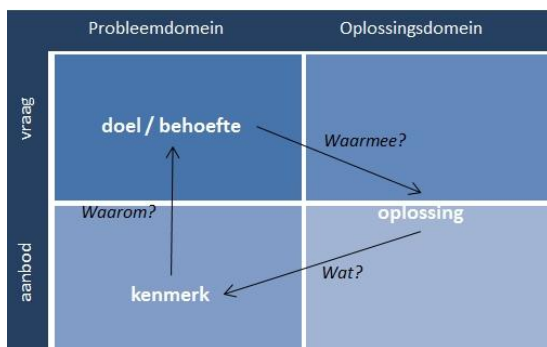 Probleemdomein
Oplossingsdomein
vraag
doel / behoefte
Waarmee?
Waarom?
oplossing
aanbod
kenmerk
Wat?